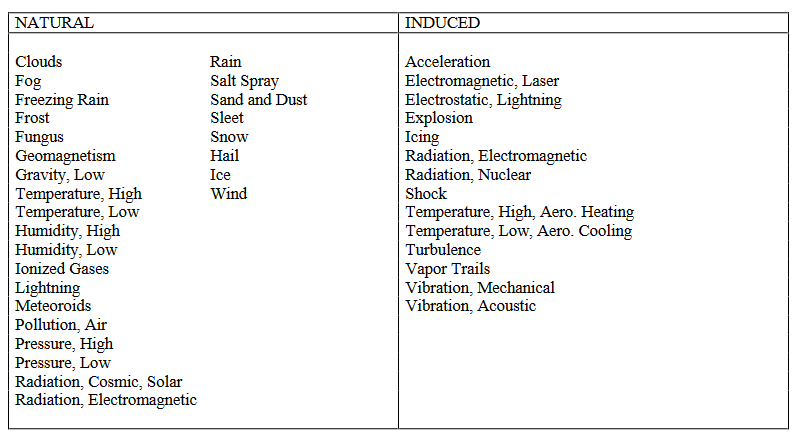 NATURAL
INDUCED
Clouds
Fog
Freezing Rain
Frost
Fungus
Geomagnetism
Gravity, Low
Temperature, High
Temperature, Low
Humidity, High
Humidity, Low
Ionized Gases
Lightning
Meteoroids
Pollution, Air
Pressure, High
Pressure, Low
Radiation, Cosmic, Solar
Radiation, Electromagnetic
Rain
Salt Spray
Sand and Dust
Sleet
Snow
Hail
Ice
Wind
Acceleration
Electromagnetic, Laser
Electrostatic, Lightning
Explosion
Icing
Radiation, Electromagnetic
Radiation, Nuclear
Shock
Temperature, High, Aero. Heating
Temperature, Low, Aero. Cooling
Turbulence
Vapor Trails
Vibration, Mechanical
Vibration, Acoustic